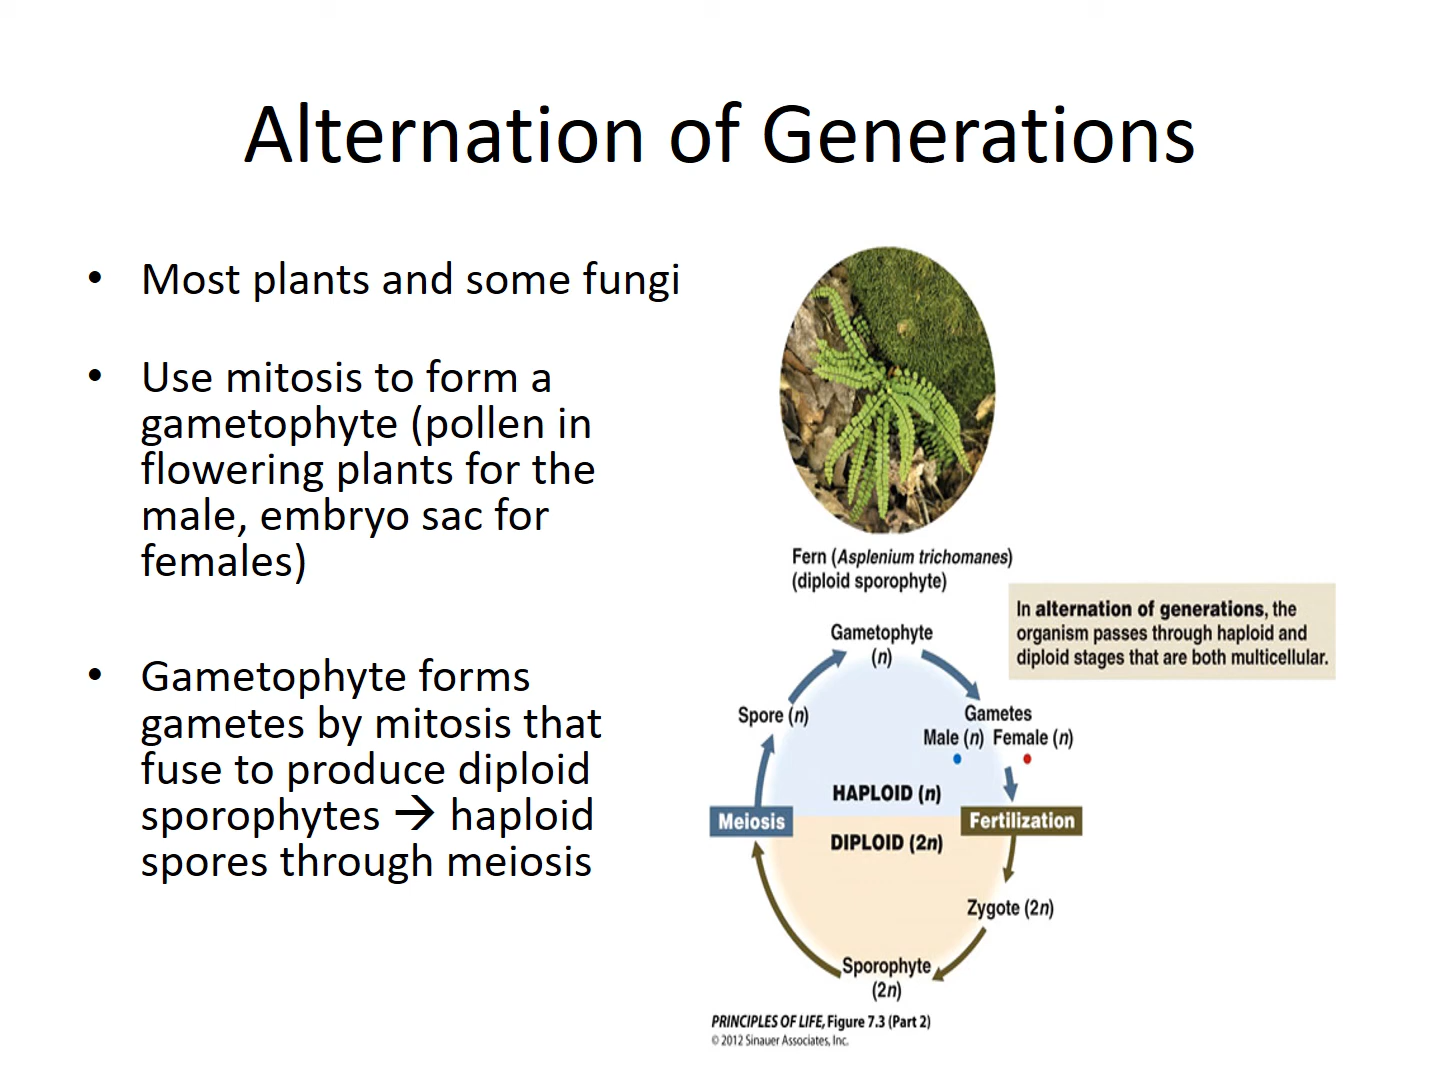 Alternation of Generations
• Most plants and some fungi
• Use mitosis to form a
gametophyte (pollen in
flowering plants for the
male, embryo sac for
females)
• Gametophyte forms
gametes by mitosis that
fuse to produce diploid
sporophytes → haploid
spores through meiosis
Fern (Asplenium trichomanes)
(diploid sporophyte)
In alternation of generations, the
organism passes through haploid and
diploid stages that are both multicellular.
Gametophyte
(n)
Spore (n)
Gametes
Male (n) Female (n)
HAPLOID (n)
Meiosis
Fertilization
DIPLOID (2n)
Zygote (2n)
Sporophyte
(2n)
PRINCIPLES OF LIFE, Figure 7.3 (Part 2)
© 2012 Sinauer Associates, Inc.